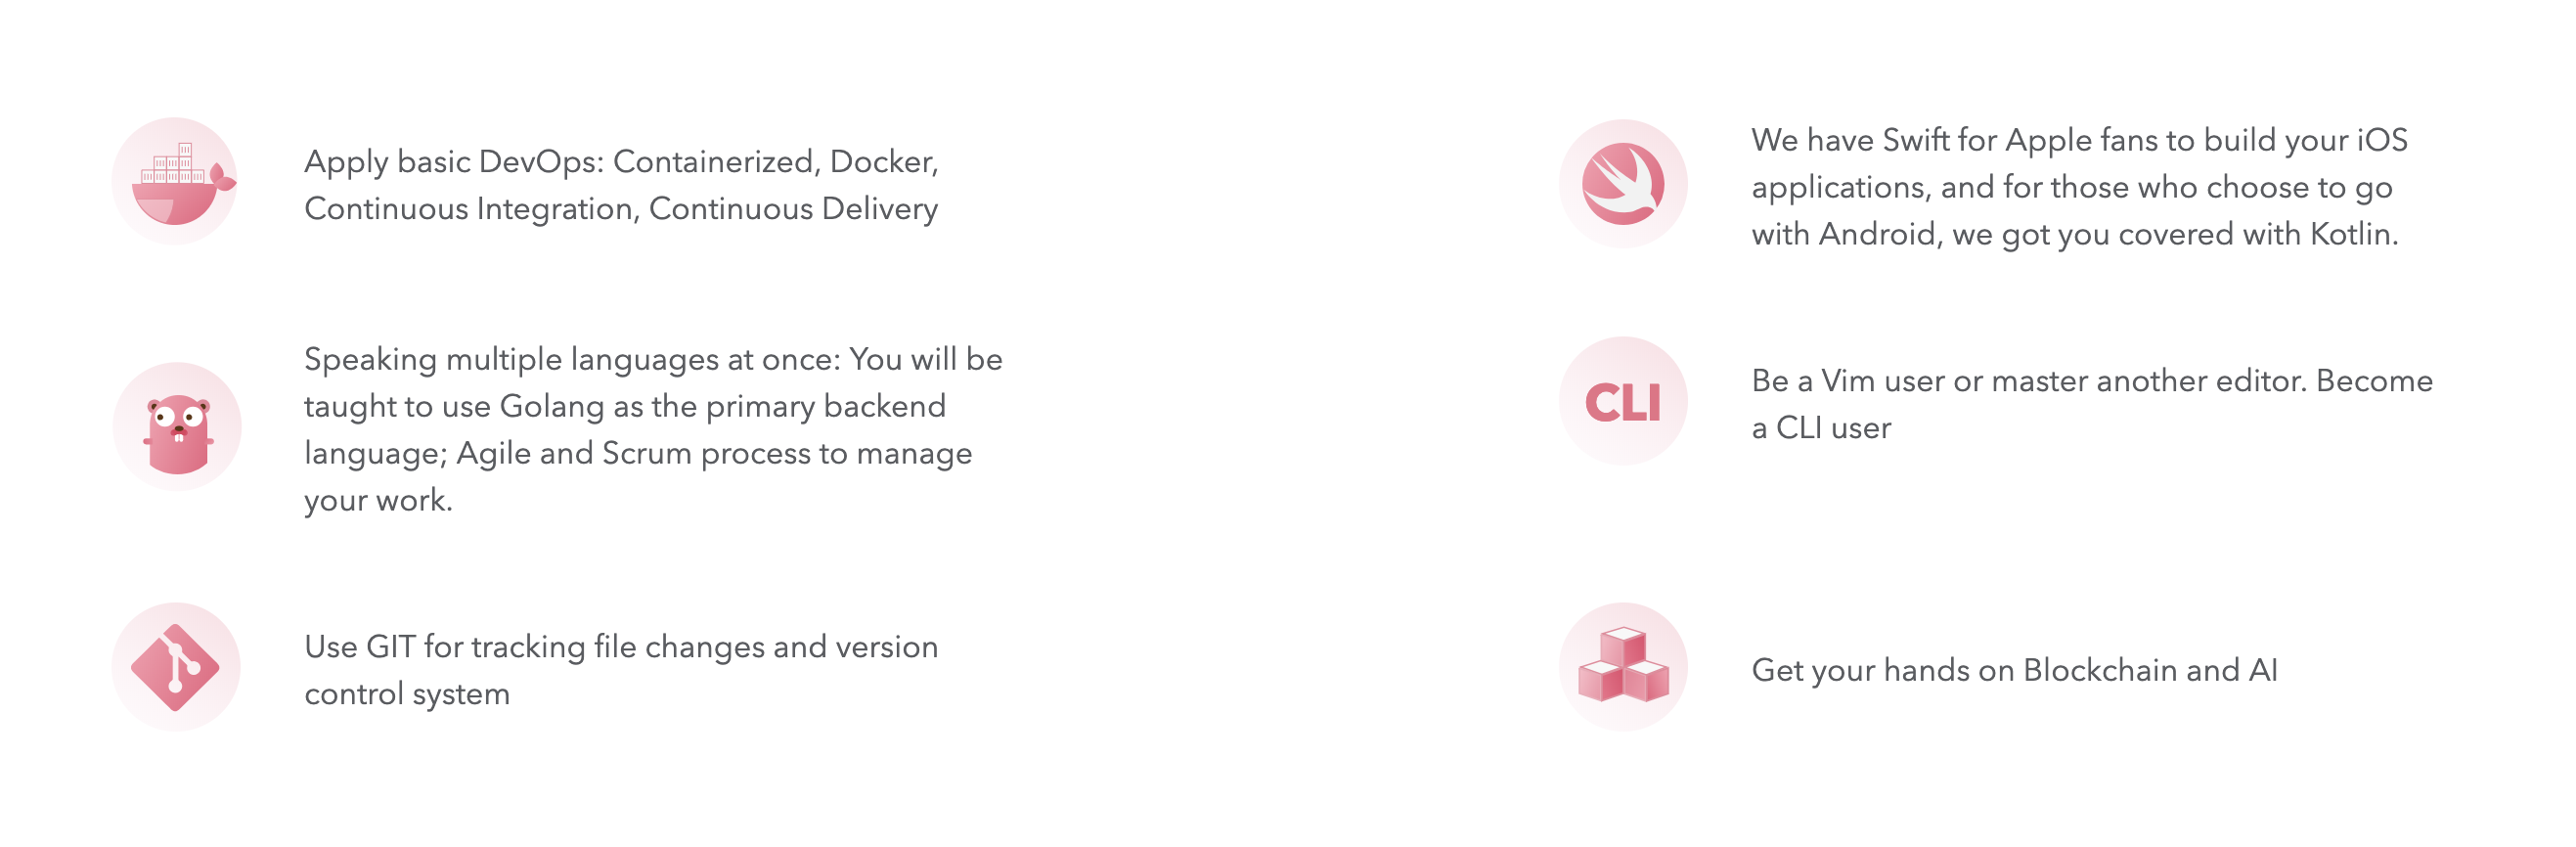 Apply basic DevOps: Containerized, Docker,
Continuous Integration, Continuous Delivery
Speaking multiple languages at once: You will be
taught to use Golang as the primary backend
language; Agile and Scrum process to manage
your work.
Use GIT for tracking file changes and version
control system
We have Swift for Apple fans to build your iOS
applications, and for those who choose to go
with Android, we got you covered with Kotlin.
CLI
Be a Vim user or master another editor. Become
a CLI user
Get your hands on Blockchain and AI